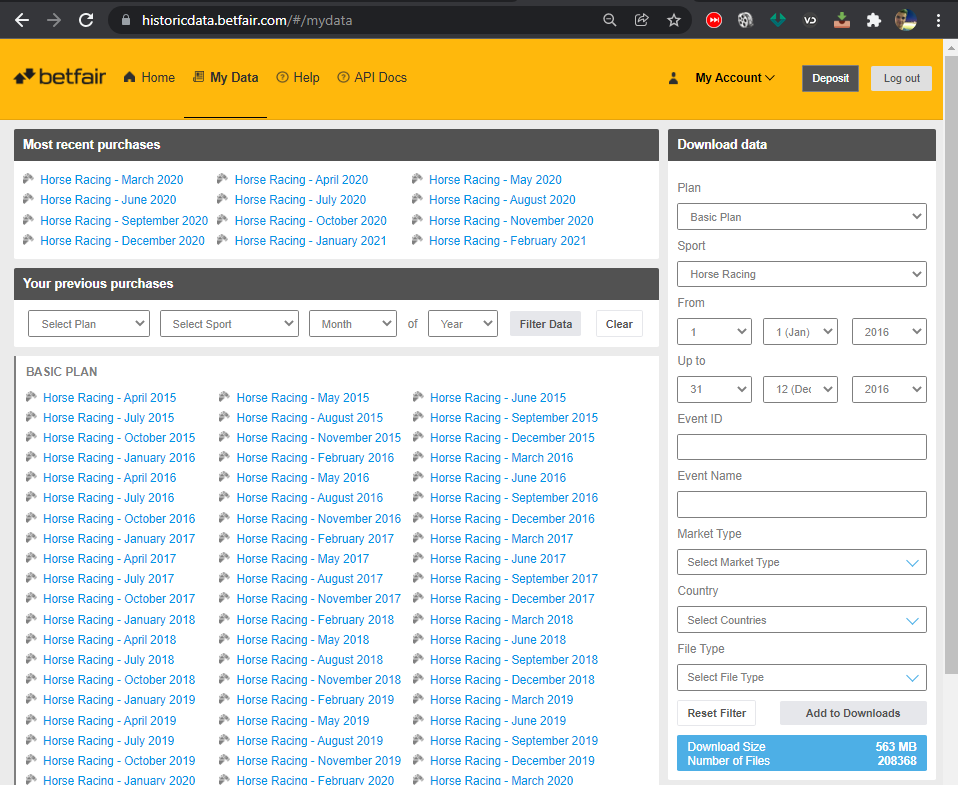 historicdata.betfair.com/#/mydata
betfair Home My Data Help API Docs My Account Deposit Log out
Most recent purchases
Horse Racing - March 2020 Horse Racing - April 2020 Horse Racing - May 2020
Horse Racing - June 2020 Horse Racing - July 2020 Horse Racing - August 2020
Horse Racing - September 2020 Horse Racing - October 2020 Horse Racing - November 2020
Horse Racing - December 2020 Horse Racing - January 2021 Horse Racing - February 2021
Your previous purchases
Select Plan Select Sport Month of Year Filter Data Clear
BASIC PLAN
Horse Racing - April 2015 Horse Racing - May 2015 Horse Racing - June 2015
Horse Racing - July 2015 Horse Racing - August 2015 Horse Racing - September 2015
Horse Racing - October 2015 Horse Racing - November 2015 Horse Racing - December 2015
Horse Racing - January 2016 Horse Racing - February 2016 Horse Racing - March 2016
Horse Racing - April 2016 Horse Racing - May 2016 Horse Racing - June 2016
Horse Racing - July 2016 Horse Racing - August 2016 Horse Racing - September 2016
Horse Racing - October 2016 Horse Racing - November 2016 Horse Racing - December 2016
Horse Racing - January 2017 Horse Racing - February 2017 Horse Racing - March 2017
Horse Racing - April 2017 Horse Racing - May 2017 Horse Racing - June 2017
Horse Racing - July 2017 Horse Racing - August 2017 Horse Racing - September 2017
Horse Racing - October 2017 Horse Racing - November 2017 Horse Racing - December 2017
Horse Racing - January 2018 Horse Racing - February 2018 Horse Racing - March 2018
Horse Racing - April 2018 Horse Racing - May 2018 Horse Racing - June 2018
Horse Racing - July 2018 Horse Racing - August 2018 Horse Racing - September 2018
Horse Racing - October 2018 Horse Racing - November 2018 Horse Racing - December 2018
Horse Racing - January 2019 Horse Racing - February 2019 Horse Racing - March 2019
Horse Racing - April 2019 Horse Racing - May 2019 Horse Racing - June 2019
Horse Racing - July 2019 Horse Racing - August 2019 Horse Racing - September 2019
Horse Racing - October 2019 Horse Racing - November 2019 Horse Racing - December 2019
Horse Racing - January 2020 Horse Racing - February 2020 Horse Racing - March 2020
Download data
Plan
Basic Plan
Sport
Horse Racing
From
1 1 (Jan) 2016
Up to
31 12 (Dec 2016
Event ID
Event Name
Market Type
Select Market Type
Country
Select Countries
File Type
Select File Type
Reset Filter Add to Downloads
Download Size 563 MB
Number of Files 208368